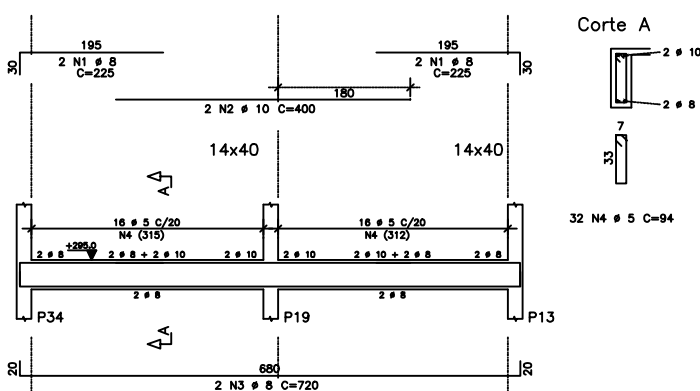 Corte A
195
195
30
2 N1 ø 8
C=225
2 N1 ø 8
C=225
30
2 ø 10
180
2 N2 ø 10 C=400
2 ø 8
7
14x40
14x40
33
A
32 N4 ø 5 C=94
16 ø 5 C/20
16 ø 5 C/20
N4 (315)
N4 (312)
+295.0
2 ø 8
2 ø 8 + 2 ø 10
2 ø 10
2 ø 10
2 ø 10 + 2 ø 8
2 ø 8
2 ø 8
2 ø 8
P34
P19
P13
A
20
680
20
2 N3 ø 8 C=720